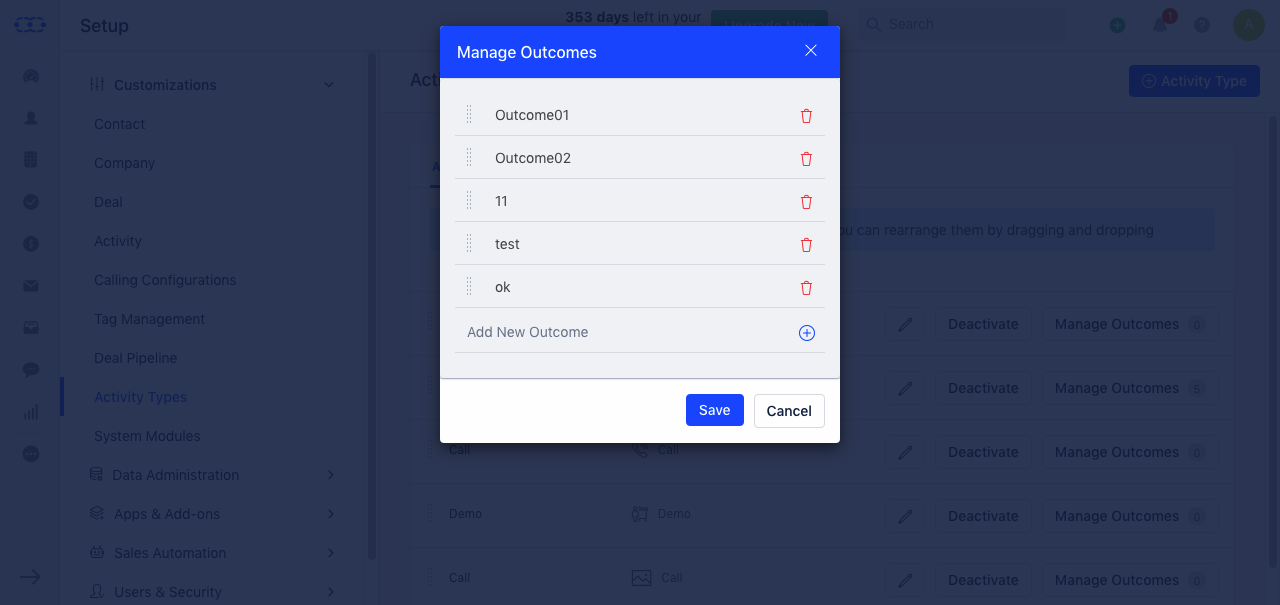 Setup
353 days left in your
Upgrade Now
Search
1
A
Customizations
Contact
Company
Deal
Activity
Calling Configurations
Tag Management
Deal Pipeline
Activity Types
System Modules
Data Administration
Apps & Add-ons
Sales Automation
Users & Security
Activity Type
Manage Outcomes
Outcome01
Outcome02
11
test
ok
Add New Outcome
Save
Cancel
can rearrange them by dragging and dropping
Deactivate
Manage Outcomes 0
Deactivate
Manage Outcomes 5
Call
Call
Deactivate
Manage Outcomes 0
Demo
Demo
Deactivate
Manage Outcomes 0
Call
Call
Deactivate
Manage Outcomes 0